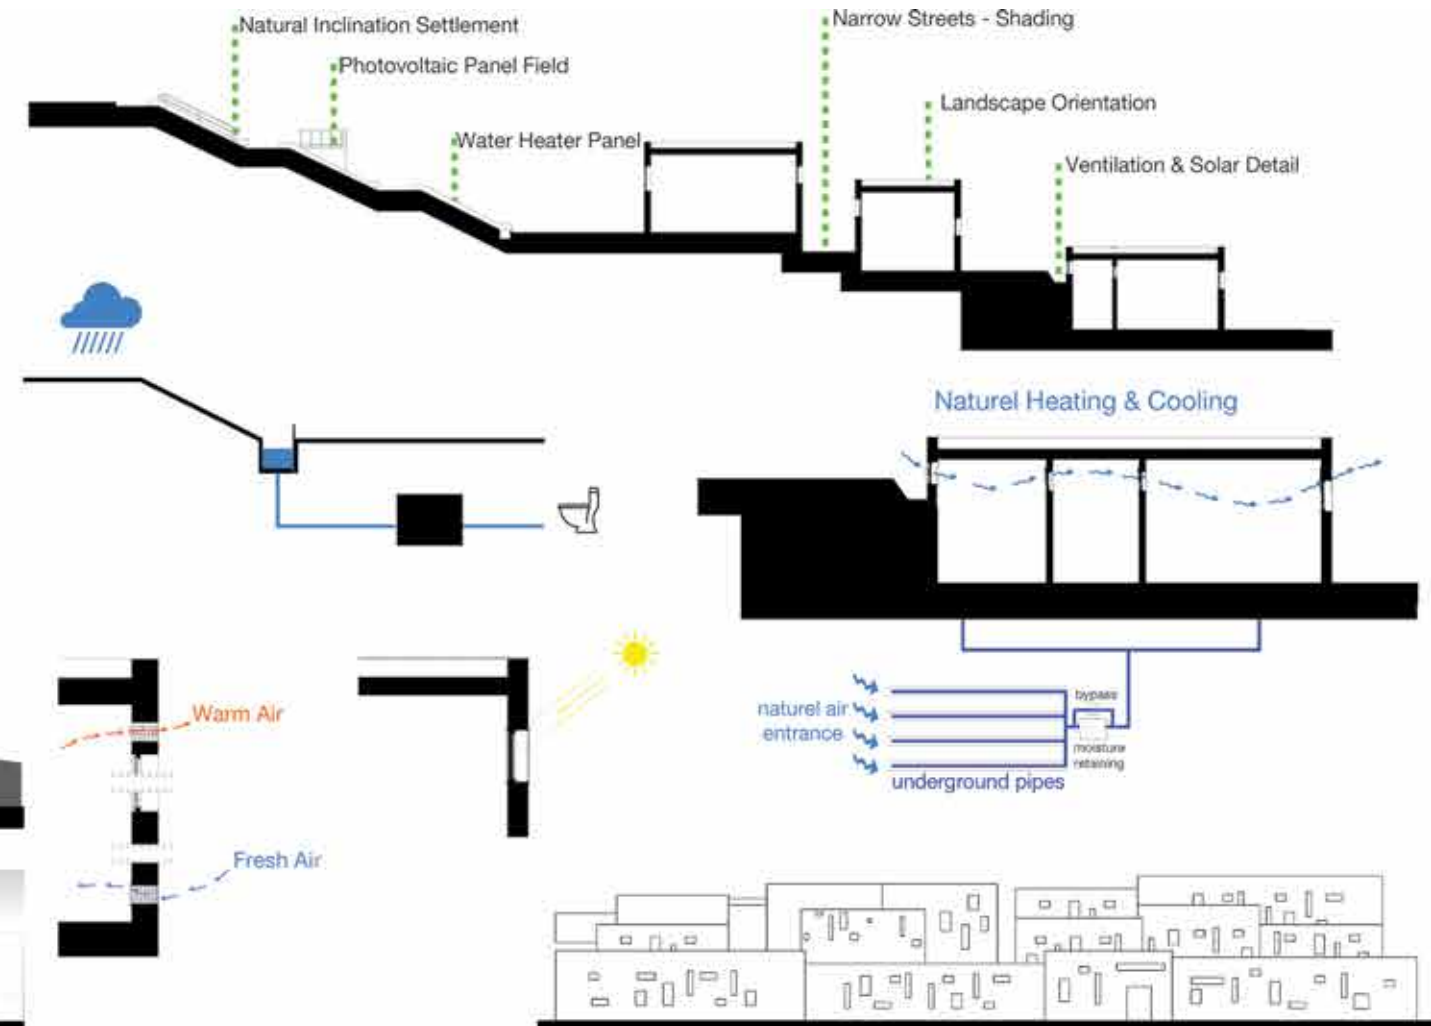 Natural Inclination Settlement
Narrow Streets - Shading
Photovoltaic Panel Field
Landscape Orientation
Water Heater Panel
Ventilation & Solar Detail
Naturel Heating & Cooling
naturel air
entrance
bypass
moisture
retaining
underground pipes
Warm Air
Fresh Air